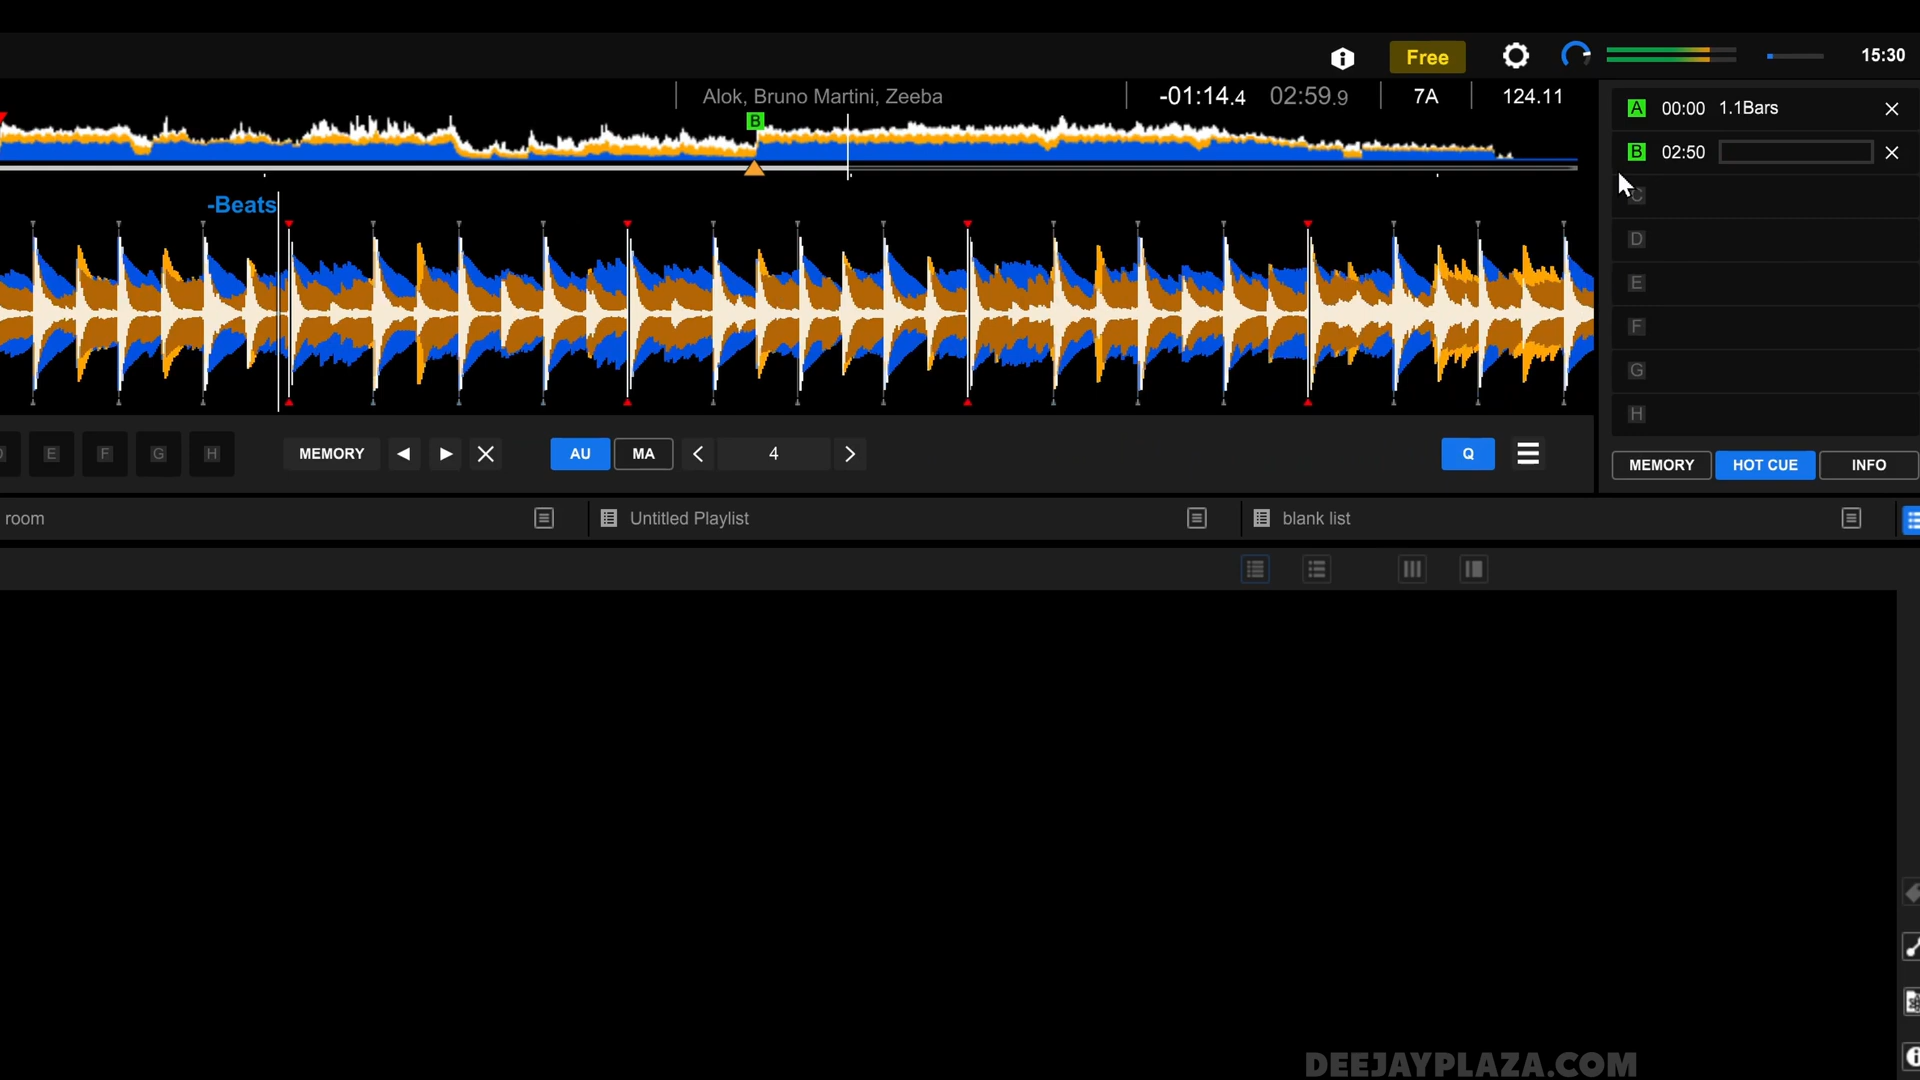 Free
15:30
Alok, Bruno Martini, Zeeba
-01:14.4 02:59.9
7A
124.11
B
A 00:00 1.1Bars
B 02:50
C
D
E
F
G
H
-Beats
E F G H
MEMORY
AU MA
4
Q
MEMORY HOT CUE INFO
room
Untitled Playlist
blank list
DEEJAYPLAZA.COM